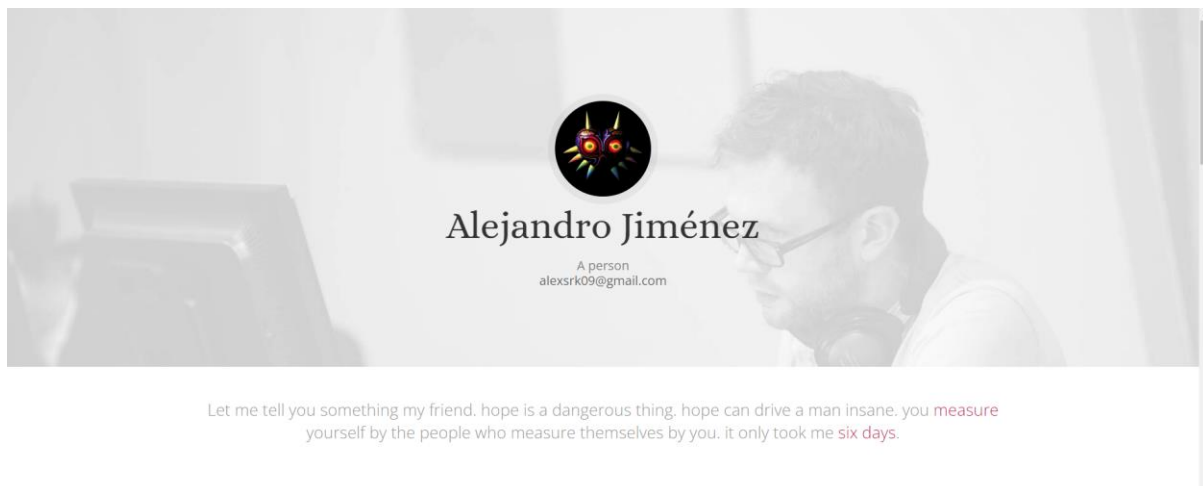 Alejandro Jiménez
A person
alexsrk09@gmail.com
Let me tell you something my friend. hope is a dangerous thing. hope can drive a man insane. you measure
yourself by the people who measure themselves by you. it only took me six days.